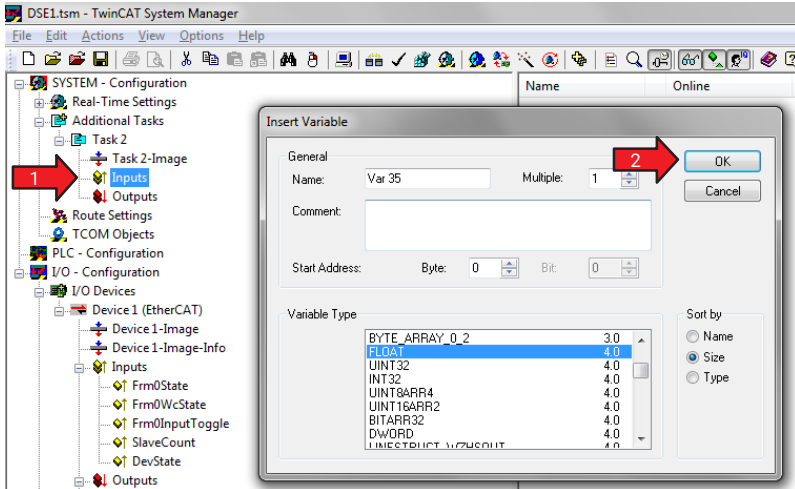 DSE1.tsm - TwinCAT System Manager
File Edit Actions View Options Help
SYSTEM - Configuration
Real-Time Settings
Additional Tasks
Task 2
Task 2-Image
1
Inputs
Outputs
Route Settings
TCOM Objects
PLC - Configuration
I/O - Configuration
I/O Devices
Device 1 (EtherCAT)
Device 1-Image
Device 1-Image-Info
Inputs
Frm0State
Frm0WcState
Frm0InputToggle
SlaveCount
DevState
Outputs
Name Online
Insert Variable
General
Name: Var 35 Multiple: 1
2
OK
Cancel
Comment:
Start Address: Byte: 0 Bit: 0
Variable Type
BYTE_ARRAY_0_2 3.0
FLOAT 4.0
UINT32 4.0
INT32 4.0
UINT8ARR4 4.0
UINT16ARR2 4.0
BITARR32 4.0
DWORD 4.0
Sort by
Name
Size
Type